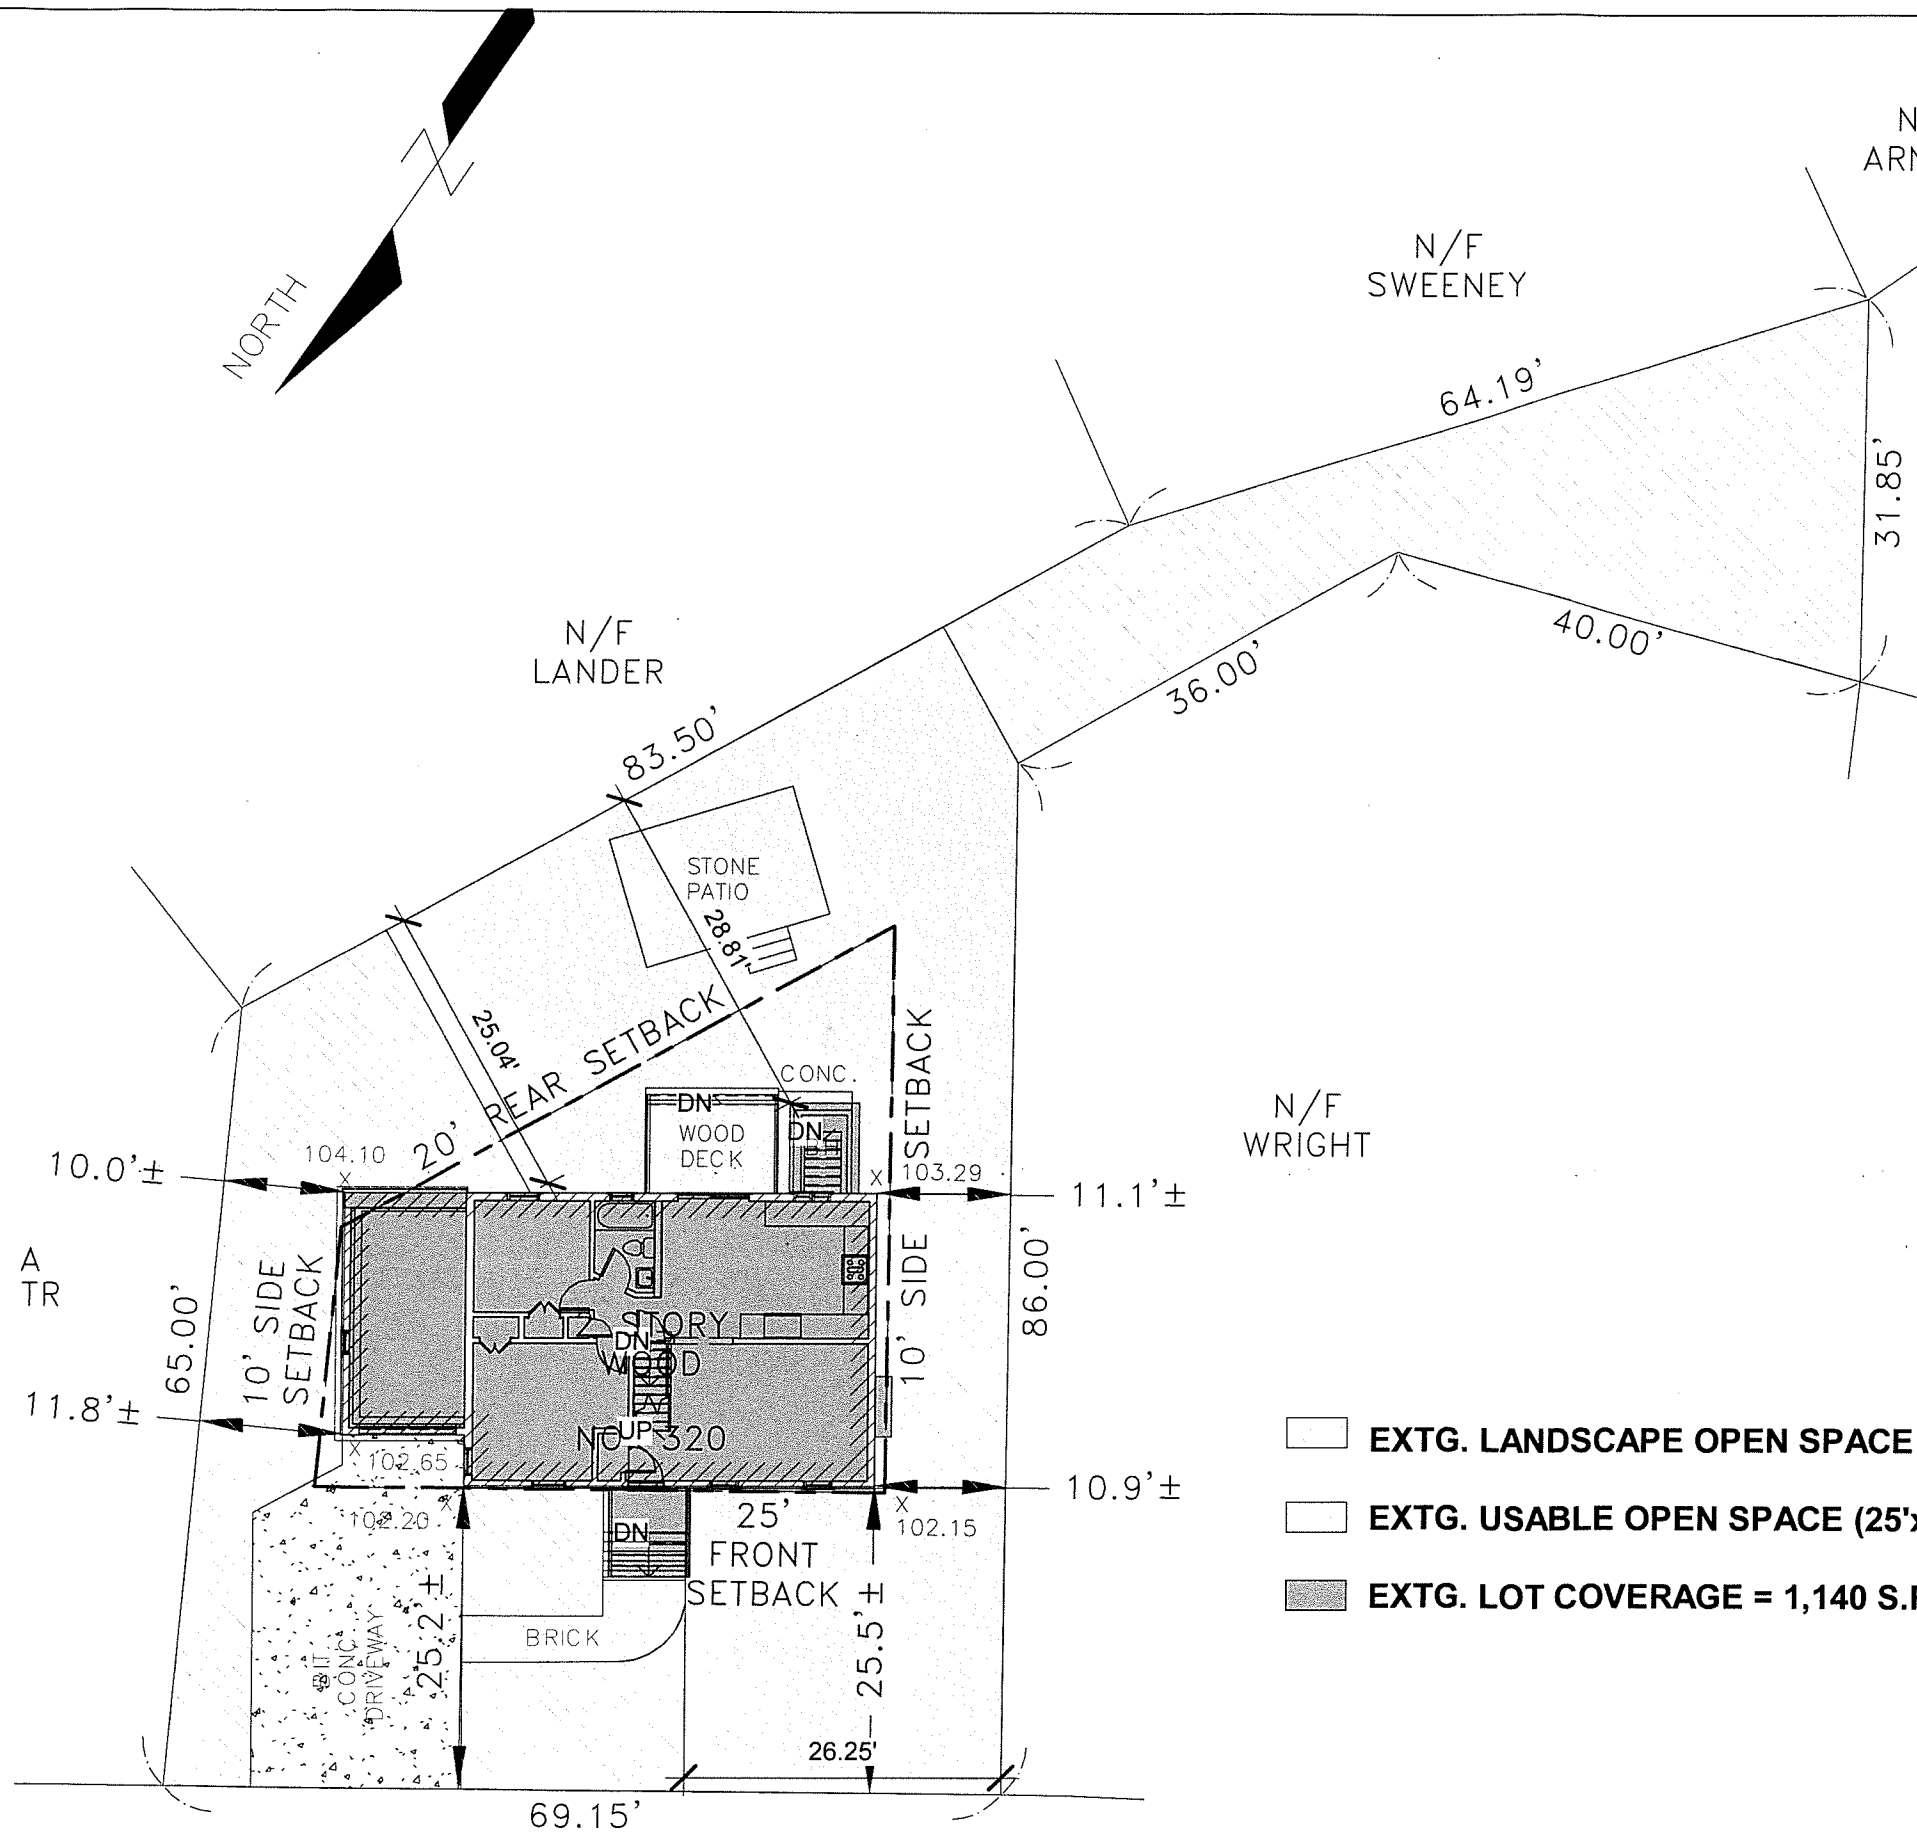 N
ARN
N/F
SWEENEY
NORTH
64.19'
31.85'
N/F
LANDER
40.00'
36.00'
83.50'
STONE
PATIO
28.81'
25.04'
20' REAR SETBACK
CONC.
DN
WOOD
DECK
DN
N/F
WRIGHT
10' SIDE SETBACK
104.10
103.29
10.0'±
11.1'±
A
TR
65.00'
10' SIDE
SETBACK
86.00'
2 STORY
DN
WOOD
11.8'±
UP
NO. 320
102.65
102.20
10.9'±
102.15
DN
25'
FRONT
SETBACK
EXTG. LANDSCAPE OPEN SPACE
EXTG. USABLE OPEN SPACE (25'x
EXTG. LOT COVERAGE = 1,140 S.F
BRICK
BIT
CONC
DRIVEWAY
25.2'±
25.5'±
26.25'
69.15'